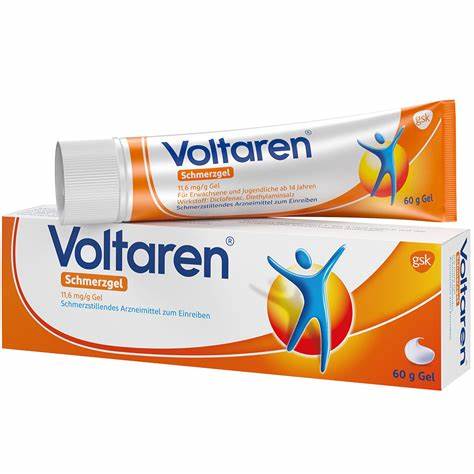 Voltaren®
Schmerzgel
11,6 mg/g Gel
Für Erwachsene und Jugendliche ab 14 Jahren
Wirkstoff: Diclofenac, Diethylaminsalz
Schmerzstillendes Arzneimittel zum Einreiben
gsk
60 g Gel
Voltaren®
Schmerzgel
11,6 mg/g Gel
Schmerzstillendes Arzneimittel zum Einreiben
gsk
60 g Gel